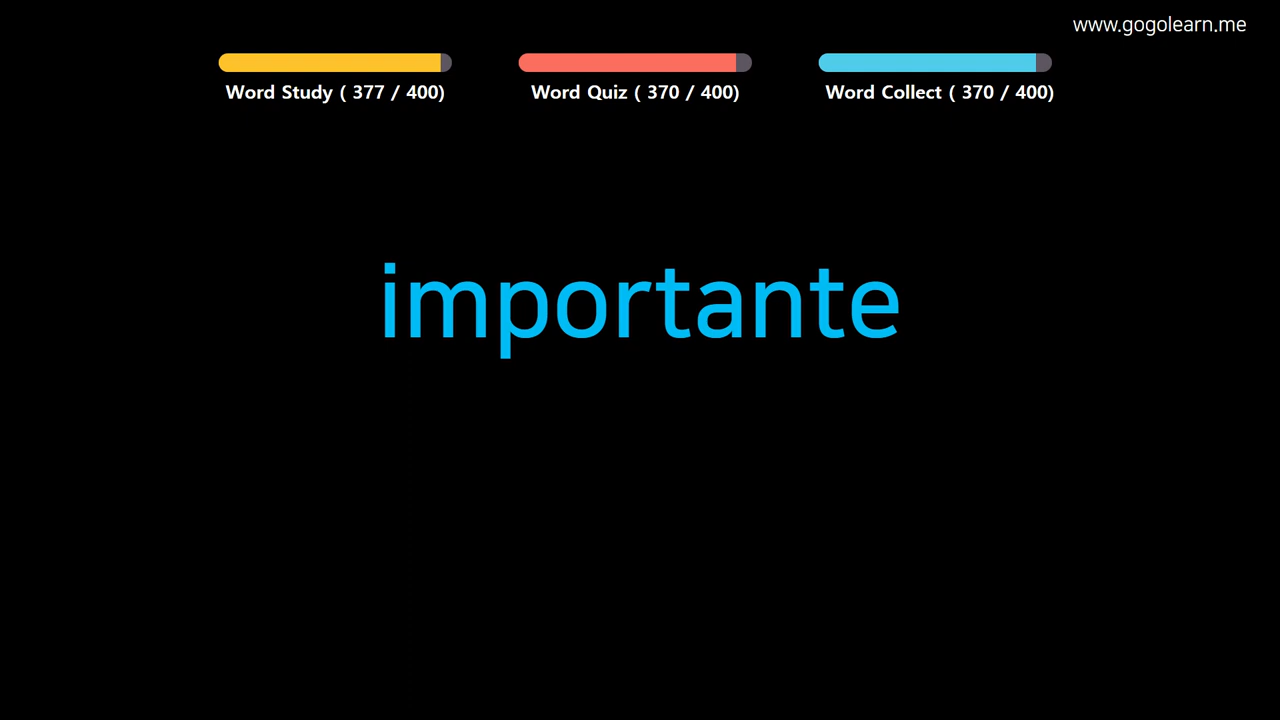 www.gogolearn.me
Word Study ( 377 / 400)
Word Quiz ( 370 / 400)
Word Collect ( 370 / 400)
importante